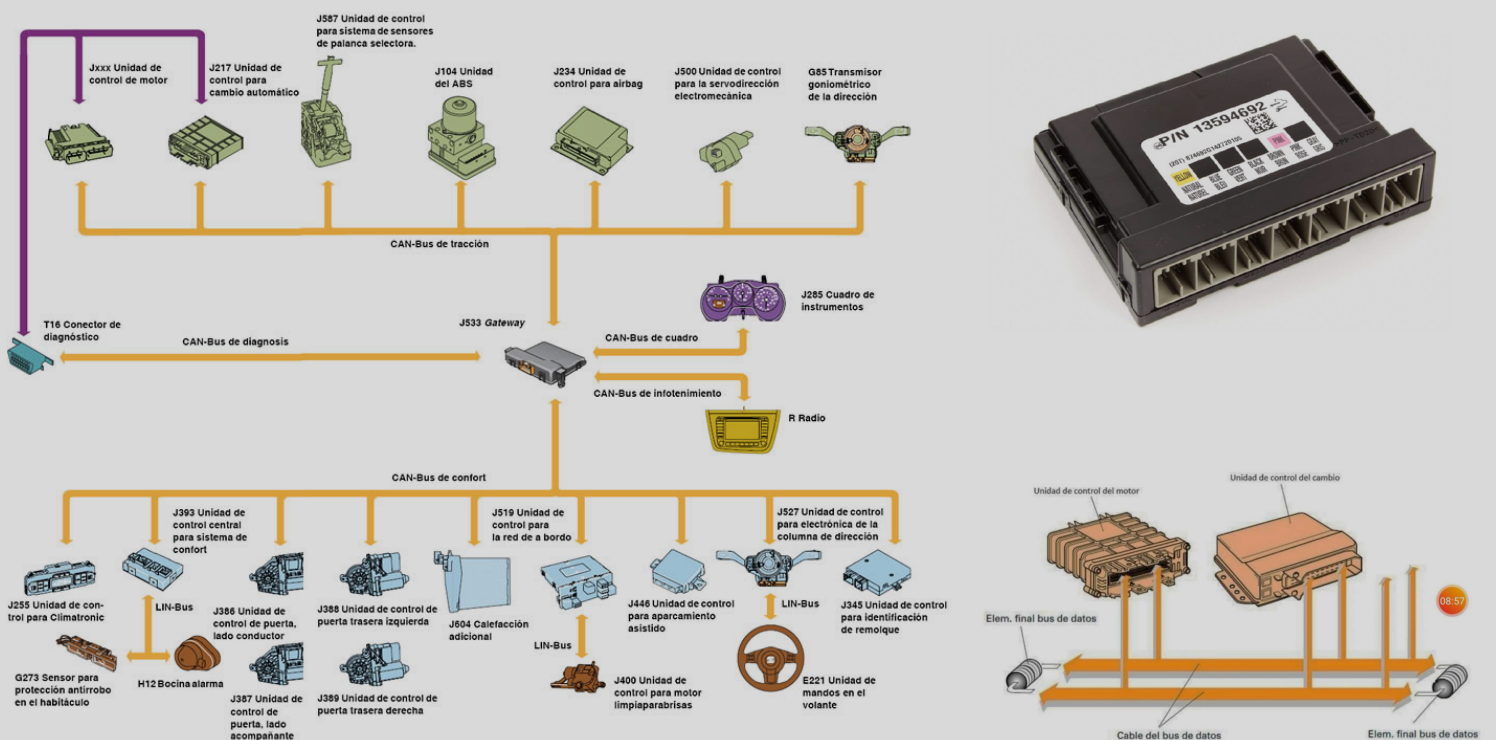 J587 Unidad de control
para sistema de sensores
de palanca selectora.
Jxxx Unidad de
control de motor
J217 Unidad de
control para
cambio automático
J104 Unidad
del ABS
J234 Unidad de
control para airbag
J500 Unidad de control
para la servodirección
electromecánica
G85 Transmisor
goniométrico
de la dirección
CAN-Bus de tracción
J285 Cuadro de
instrumentos
T16 Conector de
diagnóstico
CAN-Bus de diagnosis
J533 Gateway
CAN-Bus de cuadro
CAN-Bus de infotenimiento
R Radio
CAN-Bus de confort
J393 Unidad de
control central
para sistema de
confort
J519 Unidad de
control para
la red de a bordo
J527 Unidad de control
para electrónica de la
columna de dirección
J255 Unidad de con-
trol para Climatronic
LIN-Bus
J386 Unidad de
control de puerta,
lado conductor
J388 Unidad de control de
puerta trasera izquierda
J604 Calefacción
adicional
J446 Unidad de control
para aparcamiento
asistido
LIN-Bus
J345 Unidad de control
para identificación
de remolque
LIN-Bus
G273 Sensor para
protección antirrobo
en el habitáculo
H12 Bocina alarma
J387 Unidad de
control de
puerta, lado
acompañante
J389 Unidad de control de
puerta trasera derecha
J400 Unidad de
control para motor
limpiaparabrisas
E221 Unidad de
mandos en el
volante
P/N 13594692
YELLOW
NATURAL
NATUREL
BLUE
BLEU
GREEN
VERT
BLACK
NOIR
BROWN
BRUN
PINK
PINK
ROSE
GRAY
GRIS
Unidad de control del motor
Unidad de control del cambio
08:57
Elem. final bus de datos
Cable del bus de datos
Elem. final bus de datos